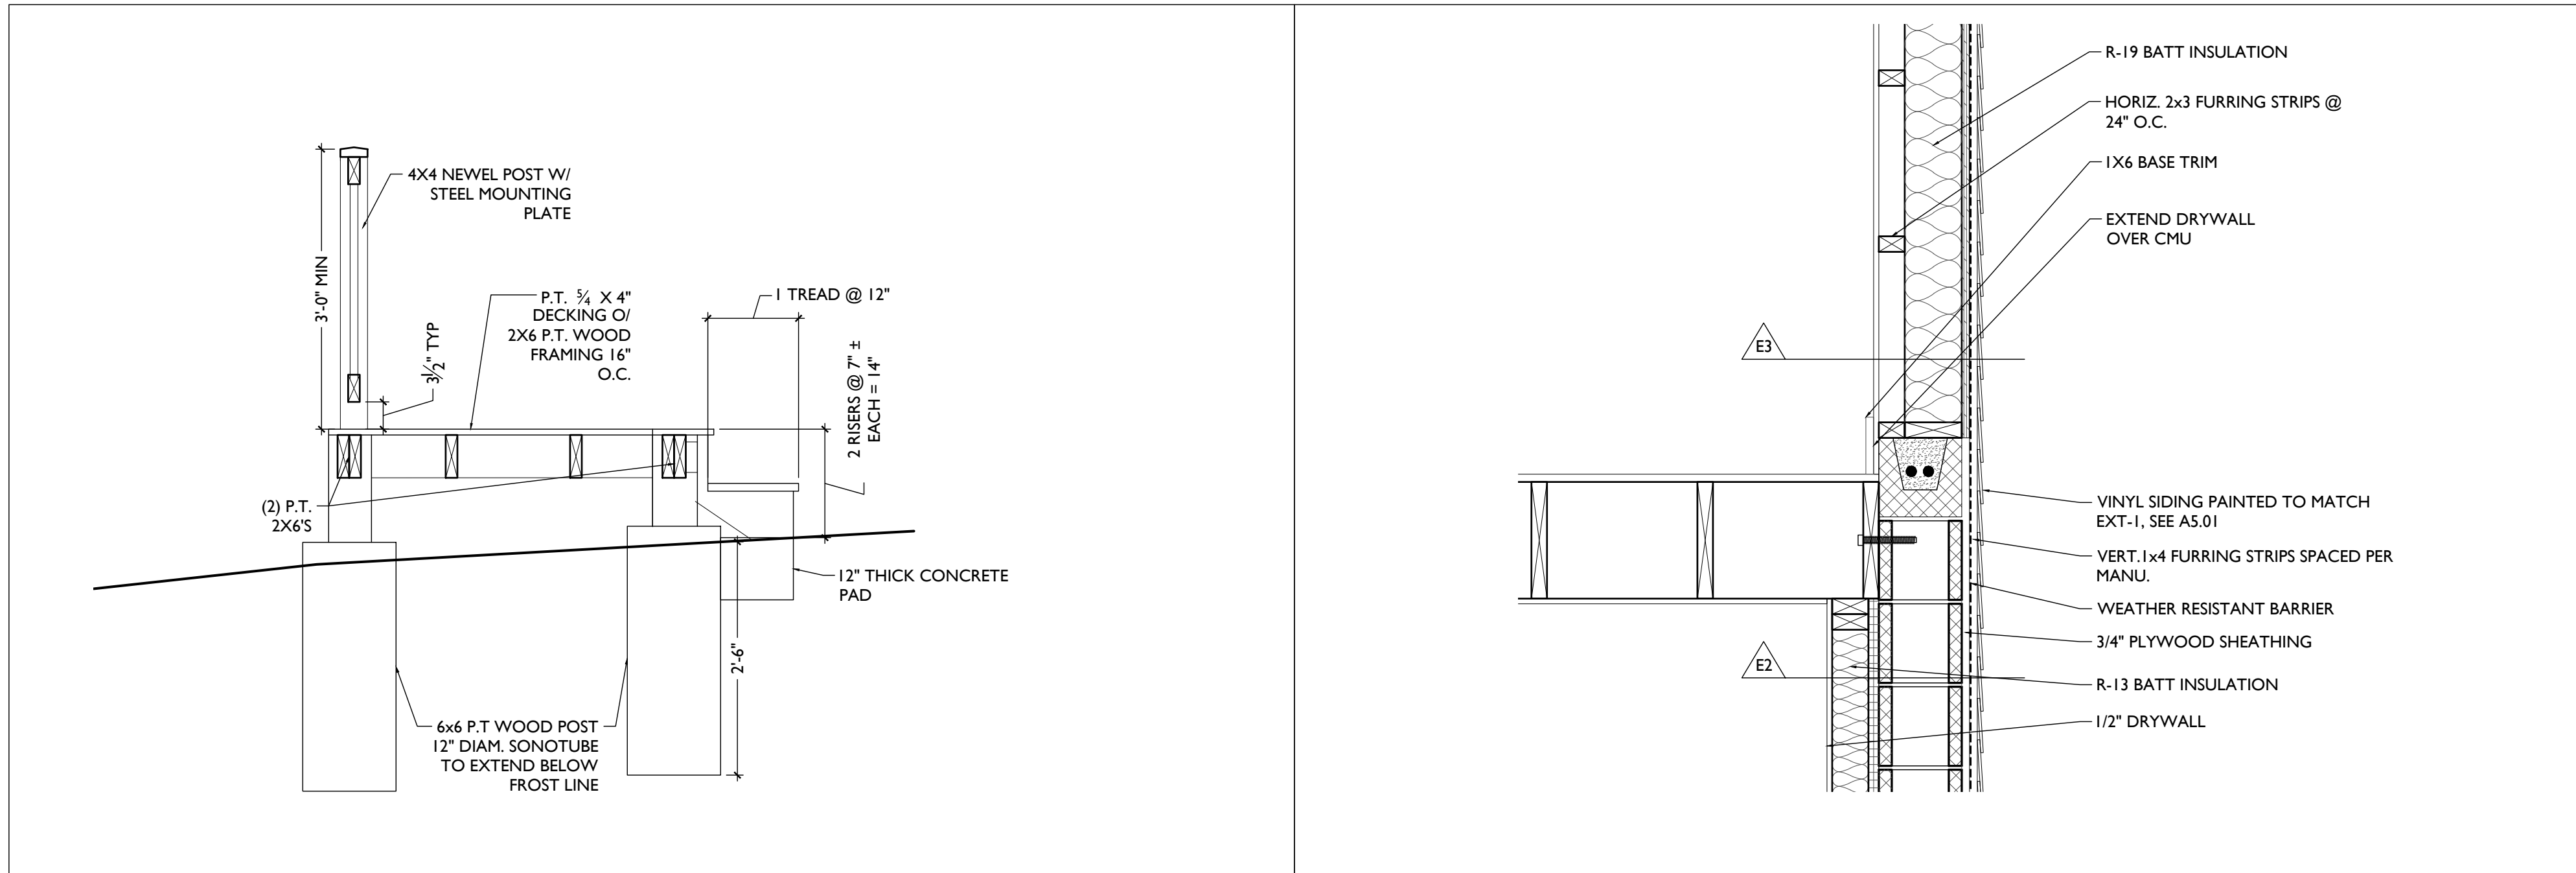 4X4 NEWEL POST W/
STEEL MOUNTING
PLATE
3'-0" MIN
3 1/2" TYP
P.T. 5/4 X 4"
DECKING O/
2X6 P.T. WOOD
FRAMING 16"
O.C.
1 TREAD @ 12"
2 RISERS @ 7" ±
EACH = 14"
(2) P.T.
2X6'S
12" THICK CONCRETE
PAD
2'-6"
6x6 P.T WOOD POST
12" DIAM. SONOTUBE
TO EXTEND BELOW
FROST LINE
R-19 BATT INSULATION
HORIZ. 2x3 FURRING STRIPS @
24" O.C.
1X6 BASE TRIM
EXTEND DRYWALL
OVER CMU
E3
VINYL SIDING PAINTED TO MATCH
EXT-1, SEE A5.01
VERT.1x4 FURRING STRIPS SPACED PER
MANU.
WEATHER RESISTANT BARRIER
3/4" PLYWOOD SHEATHING
E2
R-13 BATT INSULATION
1/2" DRYWALL